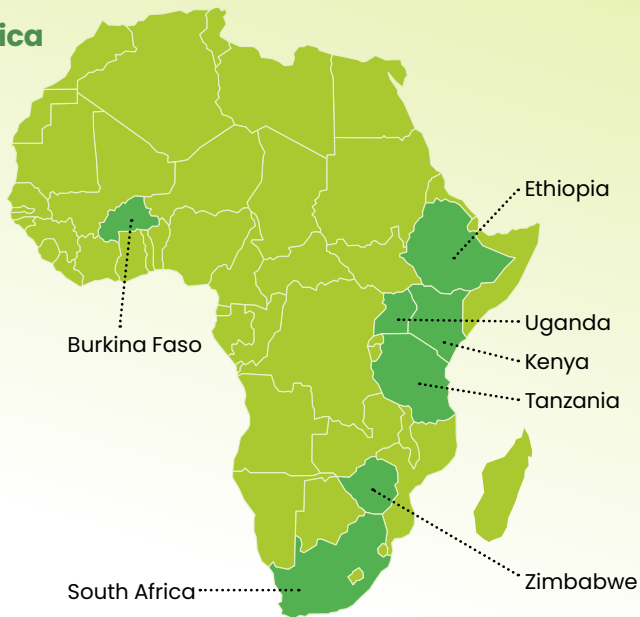 ica
Ethiopia
Uganda
Burkina Faso
Kenya
Tanzania
Zimbabwe
South Africa